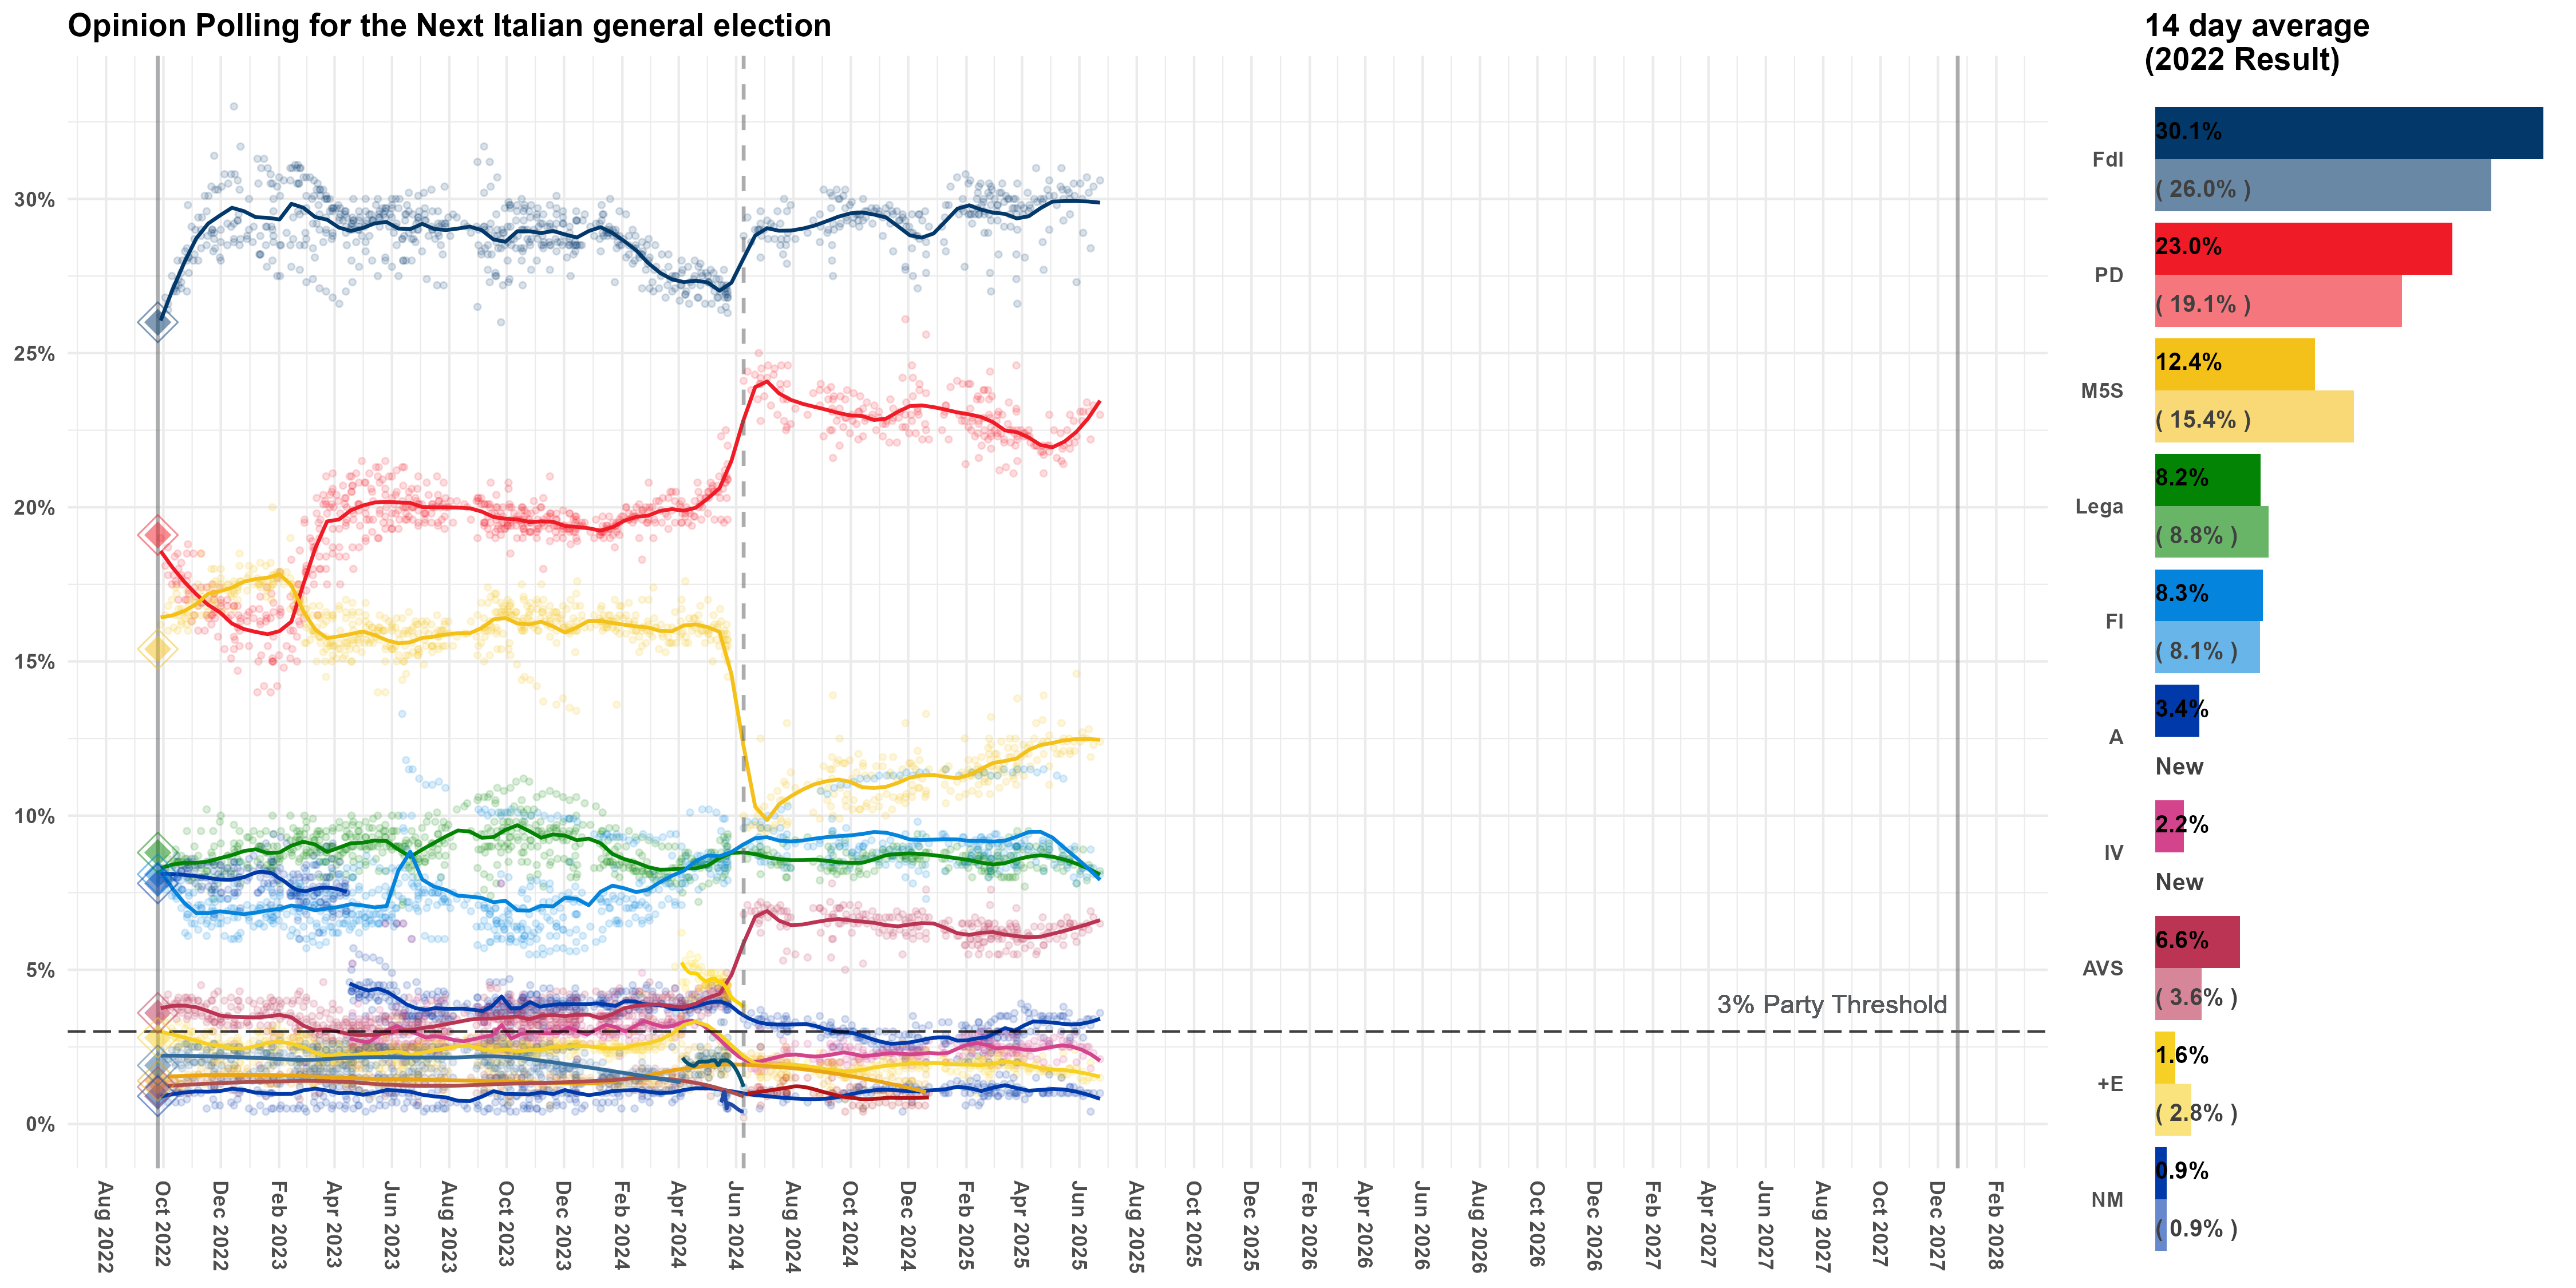 Opinion Polling for the Next Italian general election
14 day average
(2022 Result)
30%
25%
20%
15%
10%
5%
0%
3% Party Threshold
Aug 2022
Oct 2022
Dec 2022
Feb 2023
Apr 2023
Jun 2023
Aug 2023
Oct 2023
Dec 2023
Feb 2024
Apr 2024
Jun 2024
Aug 2024
Oct 2024
Dec 2024
Feb 2025
Apr 2025
Jun 2025
Aug 2025
Oct 2025
Dec 2025
Feb 2026
Apr 2026
Jun 2026
Aug 2026
Oct 2026
Dec 2026
Feb 2027
Apr 2027
Jun 2027
Aug 2027
Oct 2027
Dec 2027
Feb 2028
FdI
30.1%
( 26.0% )
PD
23.0%
( 19.1% )
M5S
12.4%
( 15.4% )
Lega
8.2%
( 8.8% )
FI
8.3%
( 8.1% )
A
3.4%
New
IV
2.2%
New
AVS
6.6%
( 3.6% )
+E
1.6%
( 2.8% )
NM
0.9%
( 0.9% )